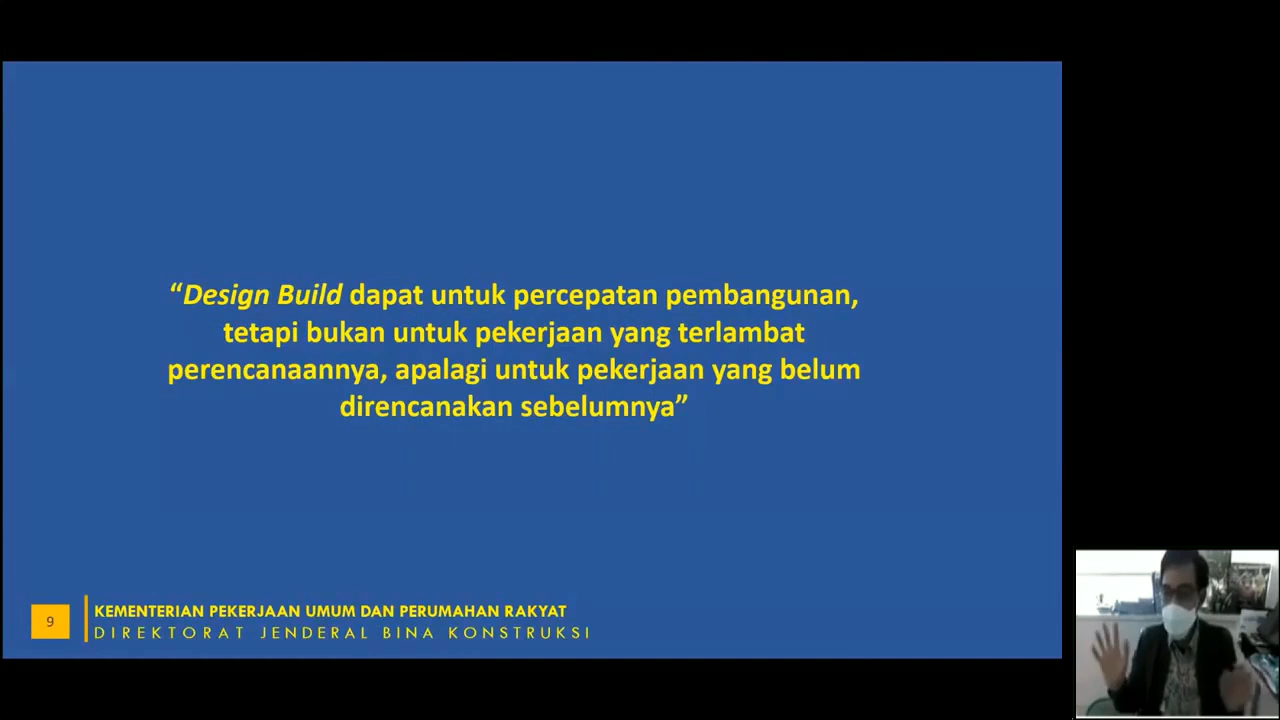 “Design Build dapat untuk percepatan pembangunan,
tetapi bukan untuk pekerjaan yang terlambat
perencanaannya, apalagi untuk pekerjaan yang belum
direncanakan sebelumnya”
9
KEMENTERIAN PEKERJAAN UMUM DAN PERUMAHAN RAKYAT
DIREKTORAT JENDERAL BINA KONSTRUKSI